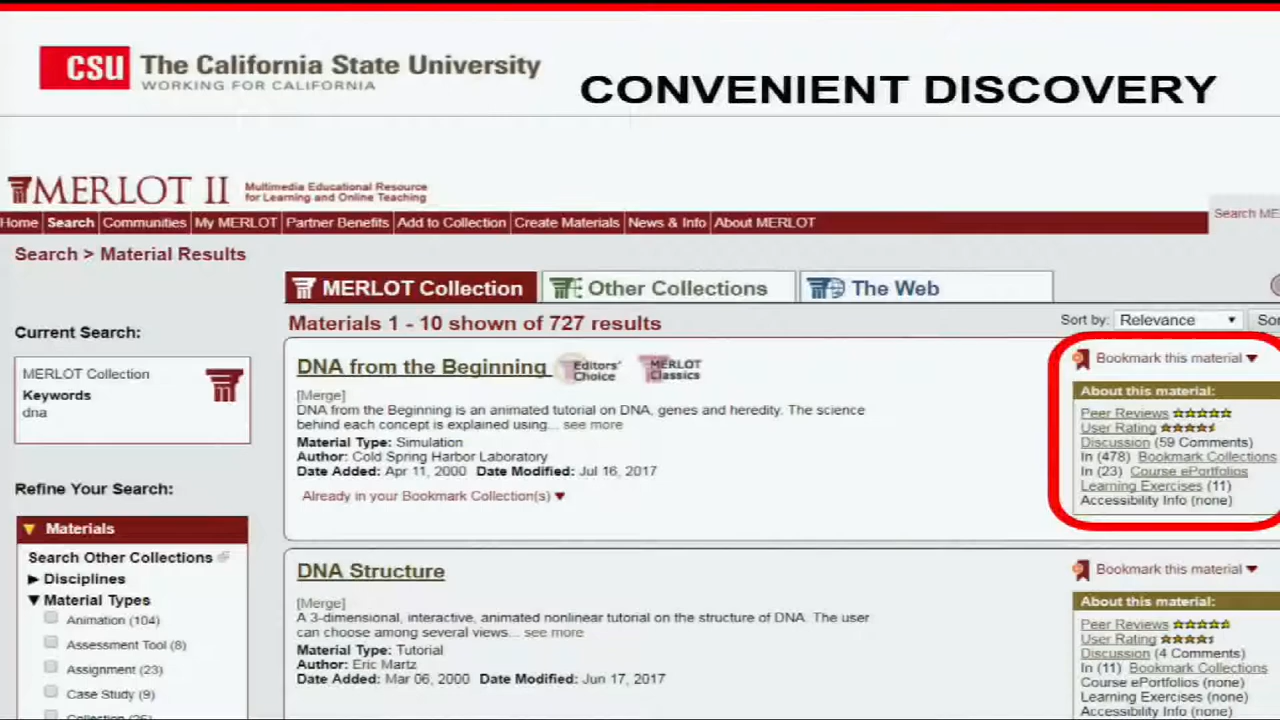 CSU The California State University
WORKING FOR CALIFORNIA
CONVENIENT DISCOVERY
MERLOT II
Multimedia Educational Resource
for Learning and Online Teaching
Home Search Communities My MERLOT Partner Benefits Add to Collection Create Materials News & Info About MERLOT
Search ME
Search > Material Results
MERLOT Collection Other Collections The Web
Current Search:
MERLOT Collection
Keywords
dna
Refine Your Search:
Materials
Search Other Collections
Disciplines
Material Types
Animation (104)
Assessment Tool (8)
Assignment (23)
Case Study (9)
Materials 1 - 10 shown of 727 results
Sort by: Relevance
DNA from the Beginning Editors' Choice MERLOT Classics
[Merge]
DNA from the Beginning is an animated tutorial on DNA, genes and heredity. The science
behind each concept is explained using... see more
Material Type: Simulation
Author: Cold Spring Harbor Laboratory
Date Added: Apr 11, 2000 Date Modified: Jul 16, 2017
Already in your Bookmark Collection(s)
Bookmark this material
About this material:
Peer Reviews
User Rating
Discussion (59 Comments)
In (478) Bookmark Collections
In (23) Course ePortfolios
Learning Exercises (11)
Accessibility Info (none)
DNA Structure
[Merge]
A 3-dimensional, interactive, animated nonlinear tutorial on the structure of DNA. The user
can choose among several views... see more
Material Type: Tutorial
Author: Eric Martz
Date Added: Mar 06, 2000 Date Modified: Jun 17, 2017
Bookmark this material
About this material:
Peer Reviews
User Rating
Discussion (4 Comments)
In (11) Bookmark Collections
Course ePortfolios (none)
Learning Exercises (none)
Accessibility Info (none)